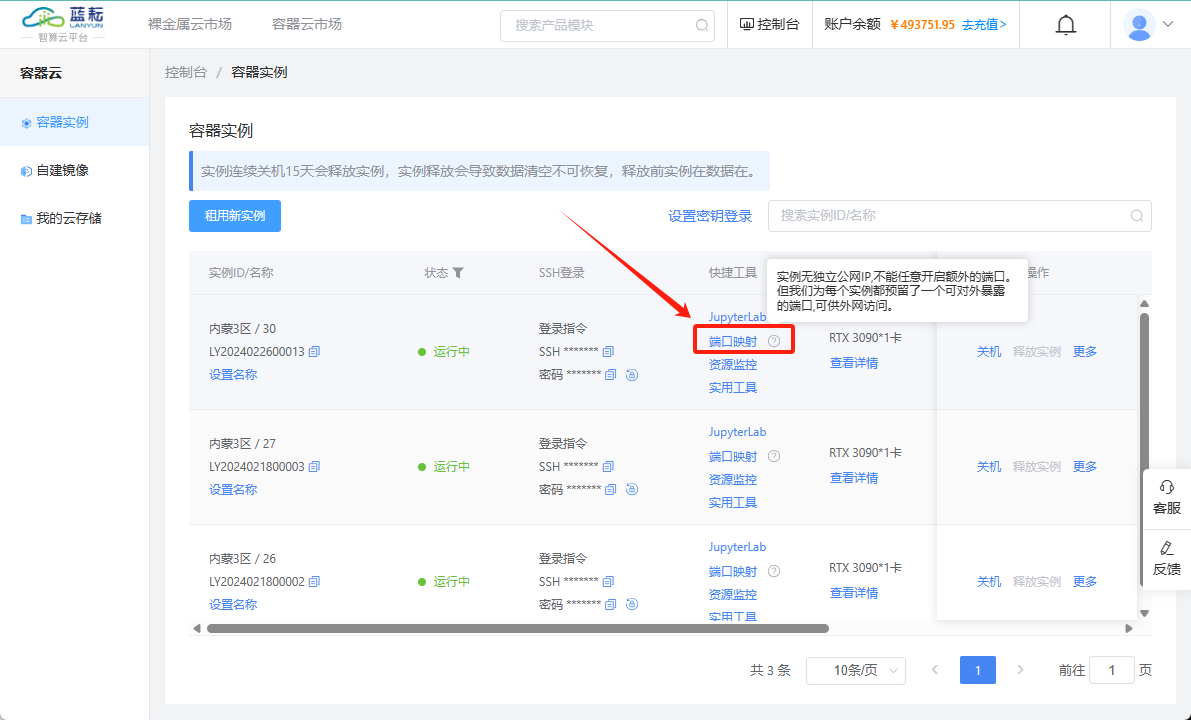 蓝耘
LANYUN
智算云平台
裸金属云市场
容器云市场
搜索产品模块
控制台
账户余额 ￥493751.95 去充值>
容器云
容器实例
自建镜像
我的云存储
控制台 / 容器实例
容器实例
实例连续关机15天会释放实例，实例释放会导致数据清空不可恢复，释放前实例在数据在。
租用新实例
设置密钥登录
搜索实例ID/名称
实例ID/名称
状态
SSH登录
快捷工具
操作
实例无独立公网IP,不能任意开启额外的端口。
但我们为每个实例都预留了一个可对外暴露
的端口,可供外网访问。
内蒙3区 / 30
LY2024022600013
设置名称
运行中
登录指令
SSH *******
密码 *******
JupyterLab
端口映射
资源监控
实用工具
RTX 3090*1卡
查看详情
关机 释放实例 更多
内蒙3区 / 27
LY2024021800003
设置名称
运行中
登录指令
SSH *******
密码 *******
JupyterLab
端口映射
资源监控
实用工具
RTX 3090*1卡
查看详情
关机 释放实例 更多
内蒙3区 / 26
LY2024021800002
设置名称
运行中
登录指令
SSH *******
密码 *******
JupyterLab
端口映射
资源监控
实用工具
RTX 3090*1卡
查看详情
关机 释放实例 更多
客服
反馈
共 3 条
10条/页
1
前往 1 页